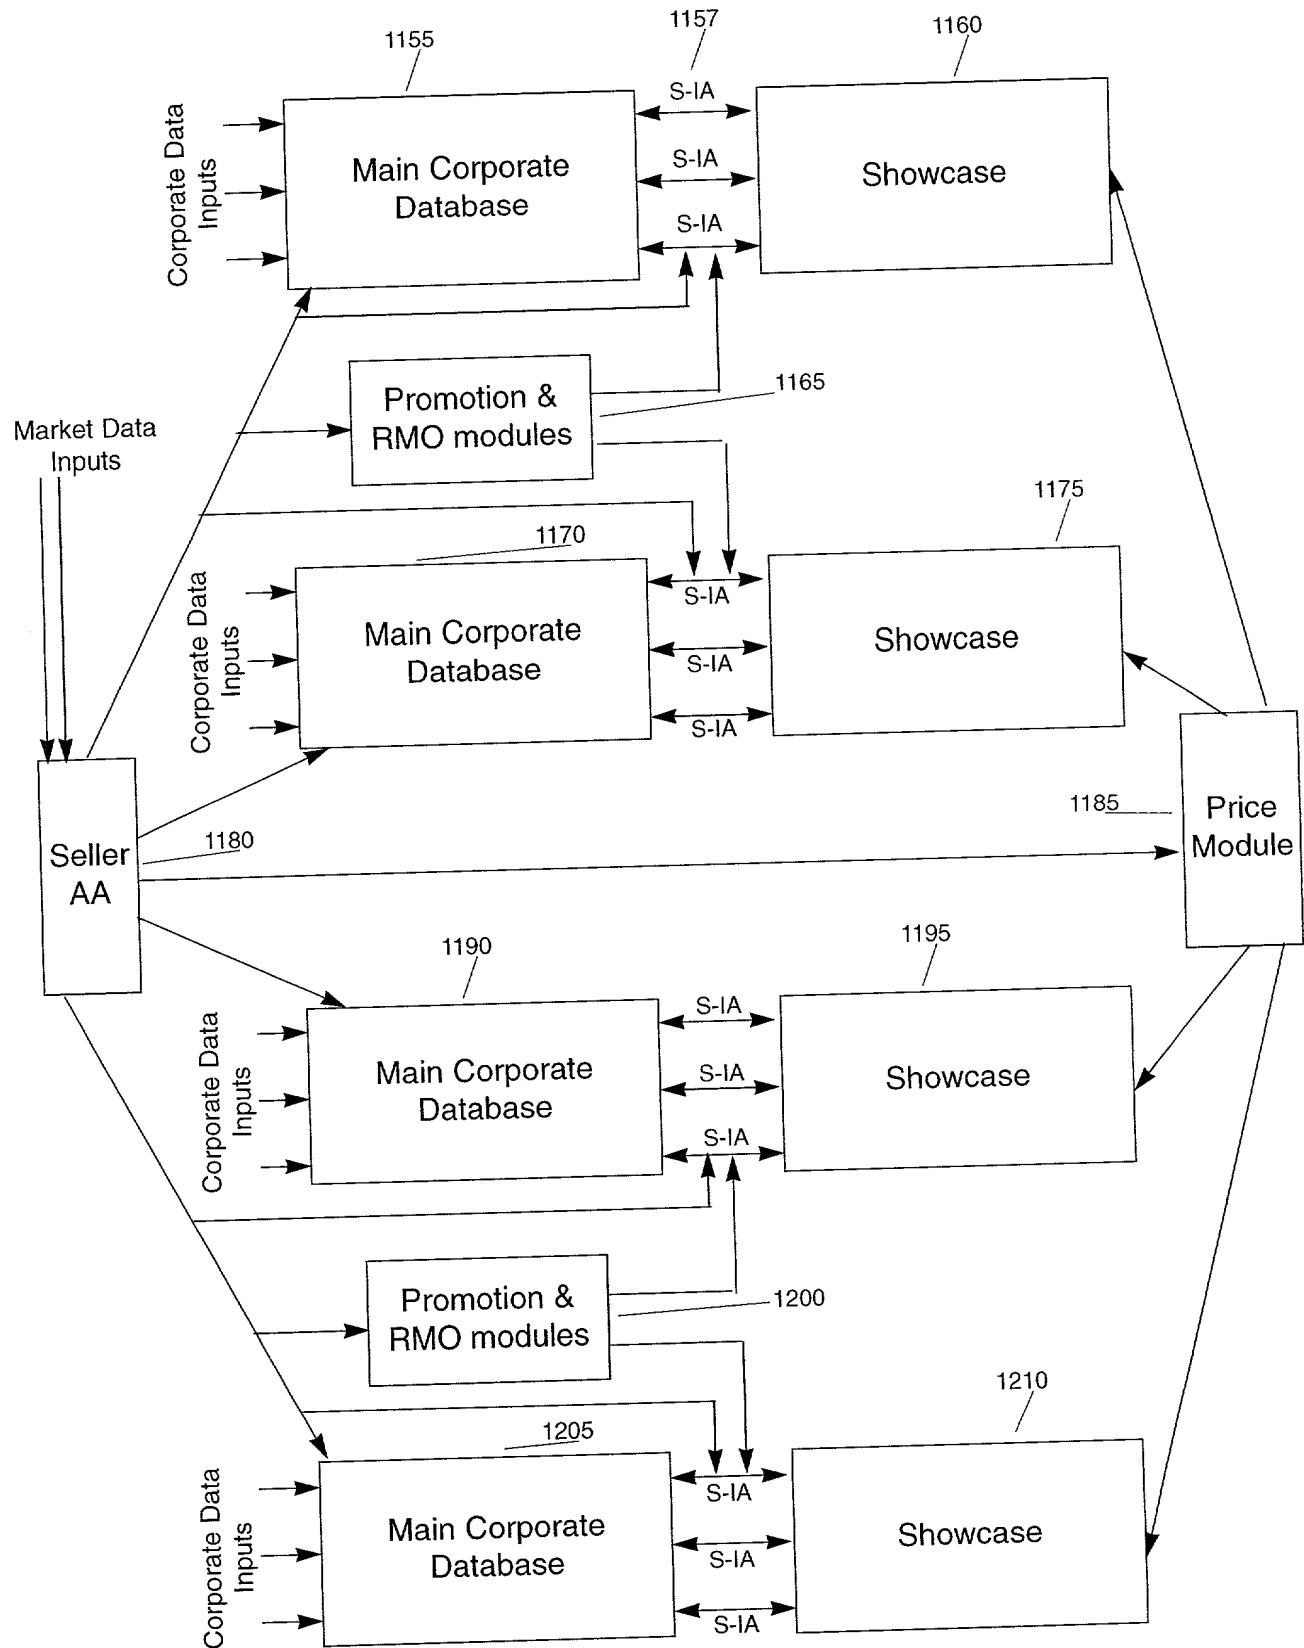 1155
1157
1160
Corporate Data
Inputs
Main Corporate
Database
S-IA
S-IA
S-IA
Showcase
Promotion &
RMO modules
1165
Market Data
Inputs
1170
1175
Corporate Data
Inputs
Main Corporate
Database
S-IA
S-IA
S-IA
Showcase
Seller
AA
1180
1185
Price
Module
1190
1195
Corporate Data
Inputs
Main Corporate
Database
S-IA
S-IA
S-IA
Showcase
Promotion &
RMO modules
1200
1205
1210
Corporate Data
Inputs
Main Corporate
Database
S-IA
S-IA
S-IA
Showcase